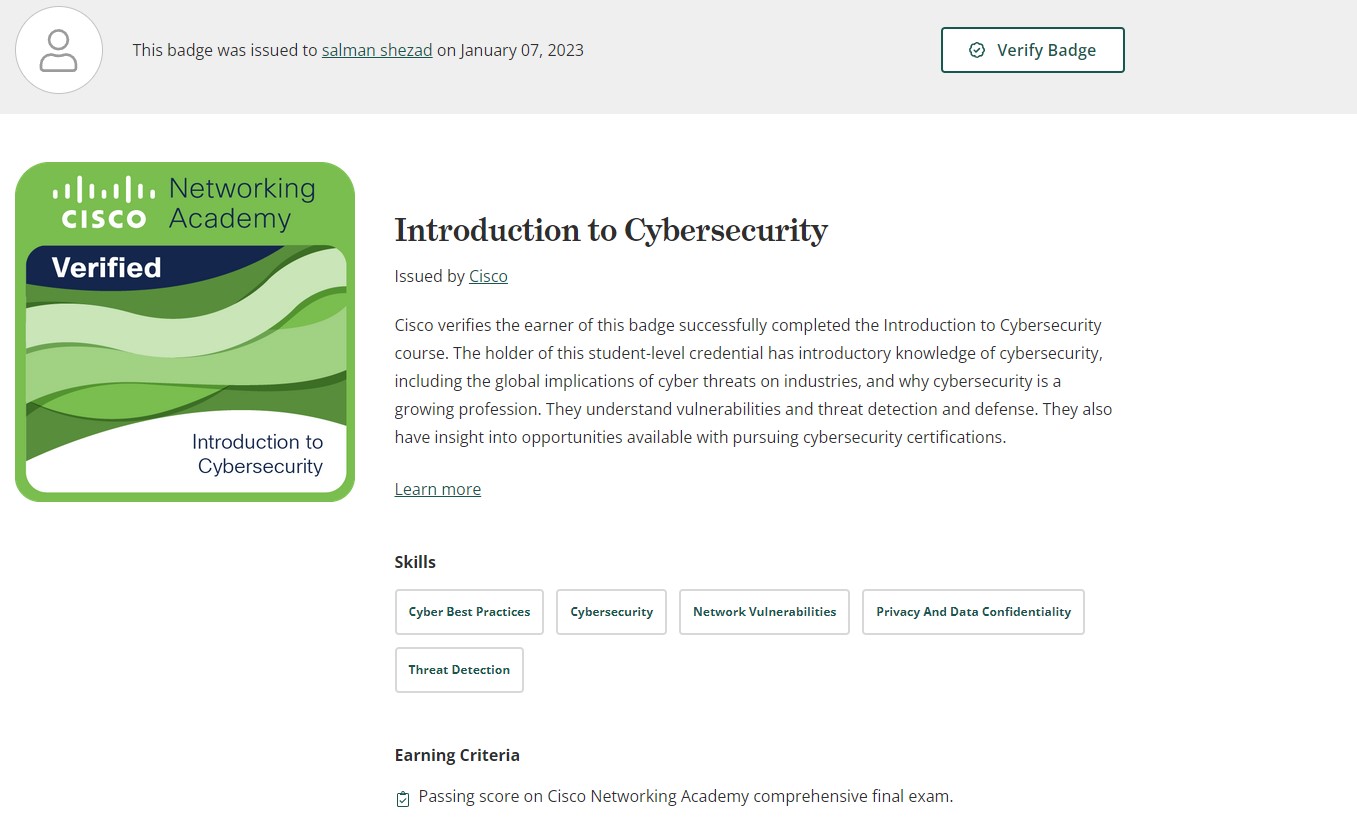 This badge was issued to salman shezad on January 07, 2023
Verify Badge
CISCO
Networking
Academy
Verified
Introduction to
Cybersecurity
Introduction to Cybersecurity
Issued by Cisco
Cisco verifies the earner of this badge successfully completed the Introduction to Cybersecurity
course. The holder of this student-level credential has introductory knowledge of cybersecurity,
including the global implications of cyber threats on industries, and why cybersecurity is a
growing profession. They understand vulnerabilities and threat detection and defense. They also
have insight into opportunities available with pursuing cybersecurity certifications.
Learn more
Skills
Cyber Best Practices
Cybersecurity
Network Vulnerabilities
Privacy And Data Confidentiality
Threat Detection
Earning Criteria
Passing score on Cisco Networking Academy comprehensive final exam.